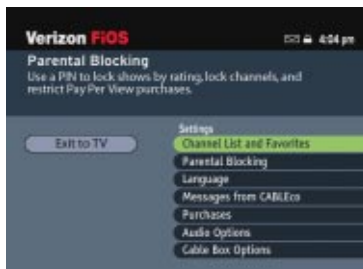 Verizon FiOS
4:04 pm
Parental Blocking
Use a PIN to lock shows by rating, lock channels, and
restrict Pay Per View purchases.
Settings
Exit to TV
Channel List and Favorites
Parental Blocking
Language
Messages from CABLEco
Purchases
Audio Options
Cable Box Options